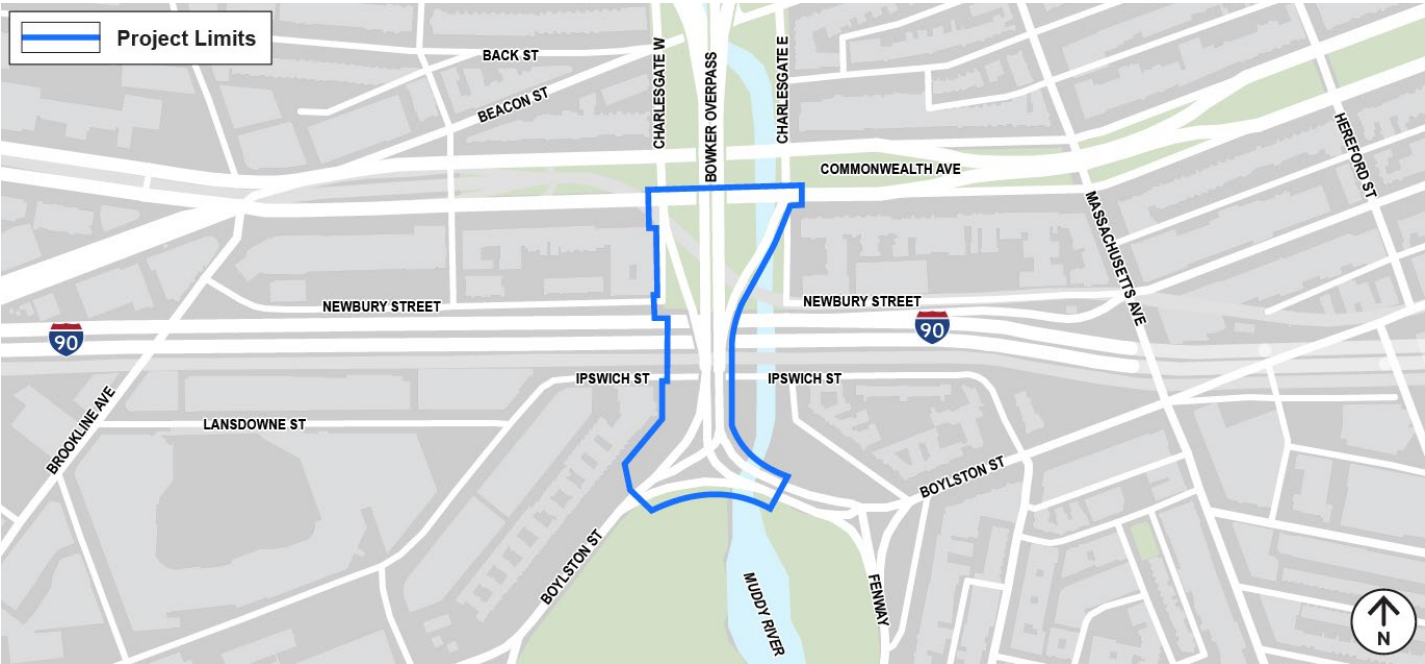 Project Limits
BACK ST
BEACON ST
CHARLESGATE W
BOWKER OVERPASS
CHARLESGATE E
COMMONWEALTH AVE
HEREFORD ST
MASSACHUSETTS AVE
NEWBURY STREET
NEWBURY STREET
90
90
IPSWICH ST
IPSWICH ST
BROOKLINE AVE
LANSDOWNE ST
BOYLSTON ST
BOYLSTON ST
MUDDY RIVER
FENWAY
N